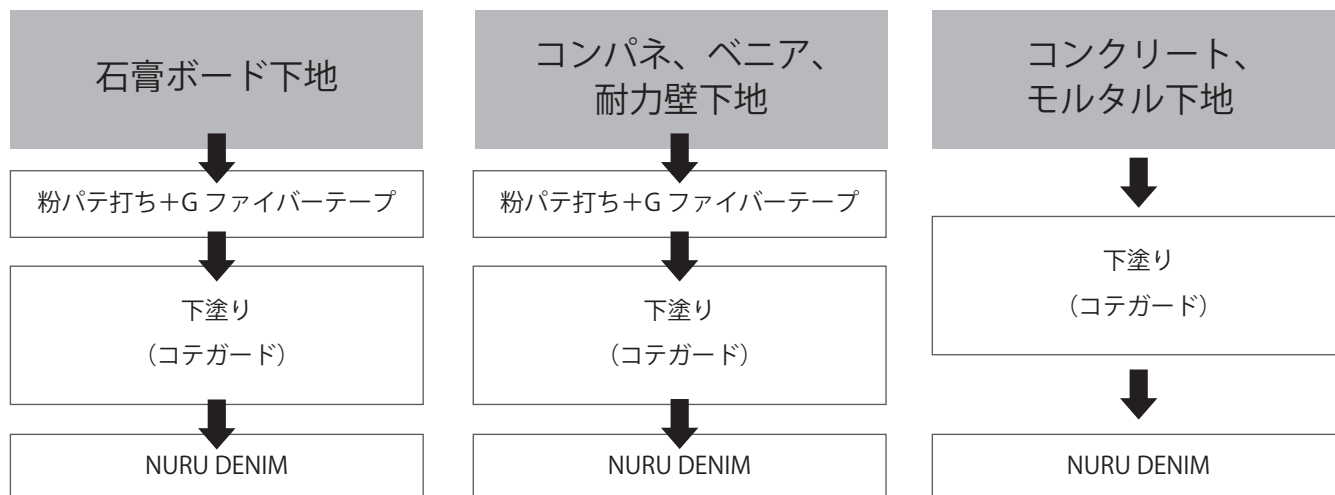 石膏ボード下地
粉パテ打ち＋G ファイバーテープ
下塗り
（コテガード）
NURU DENIM
コンパネ、ベニア、
耐力壁下地
粉パテ打ち＋G ファイバーテープ
下塗り
（コテガード）
NURU DENIM
コンクリート、
モルタル下地
下塗り
（コテガード）
NURU DENIM